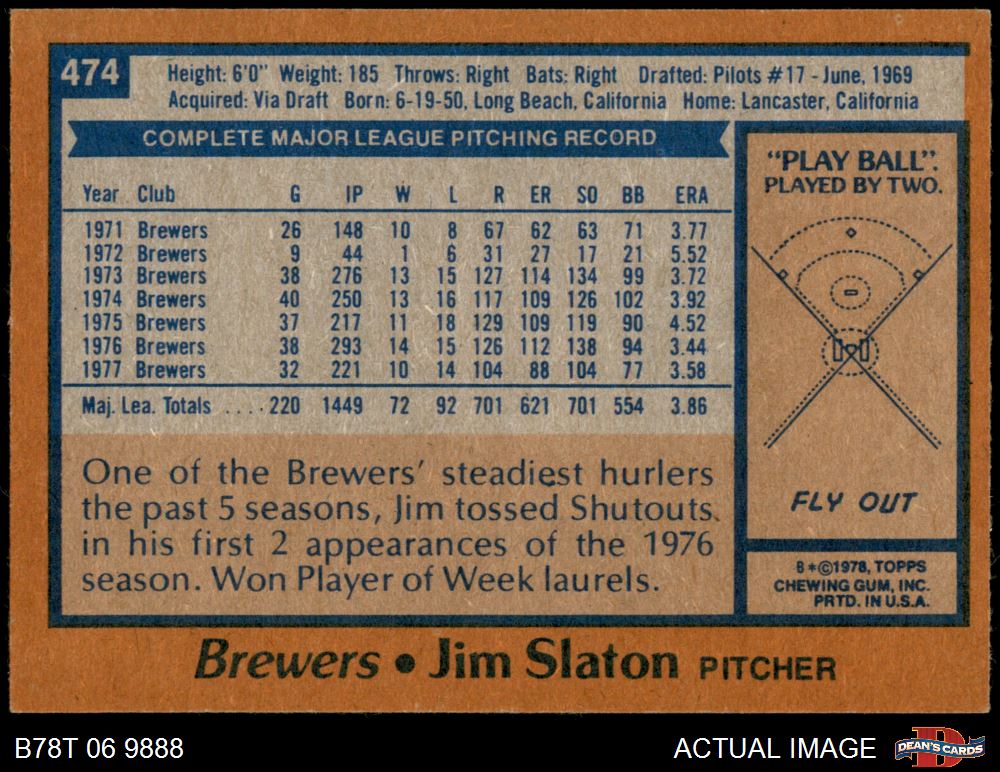 474
Height: 6'0" Weight: 185 Throws: Right Bats: Right Drafted: Pilots #17 - June, 1969
Acquired: Via Draft Born: 6-19-50, Long Beach, California Home: Lancaster, California
COMPLETE MAJOR LEAGUE PITCHING RECORD
Year Club G IP W L R ER SO BB ERA
1971 Brewers 26 148 10 8 67 62 63 71 3.77
1972 Brewers 9 44 1 6 31 27 17 21 5.52
1973 Brewers 38 276 13 15 127 114 134 99 3.72
1974 Brewers 40 250 13 16 117 109 126 102 3.92
1975 Brewers 37 217 11 18 129 109 119 90 4.52
1976 Brewers 38 293 14 15 126 112 138 94 3.44
1977 Brewers 32 221 10 14 104 88 104 77 3.58
Maj. Lea. Totals .... 220 1449 72 92 701 621 701 554 3.86
One of the Brewers' steadiest hurlers
the past 5 seasons, Jim tossed Shutouts
in his first 2 appearances of the 1976
season. Won Player of Week laurels.
"PLAY BALL":
PLAYED BY TWO.
FLY OUT
B*©1978, TOPPS
CHEWING GUM, INC.
PRTD. IN U.S.A.
Brewers • Jim Slaton PITCHER
B78T 06 9888
ACTUAL IMAGE
DEAN'S CARDS